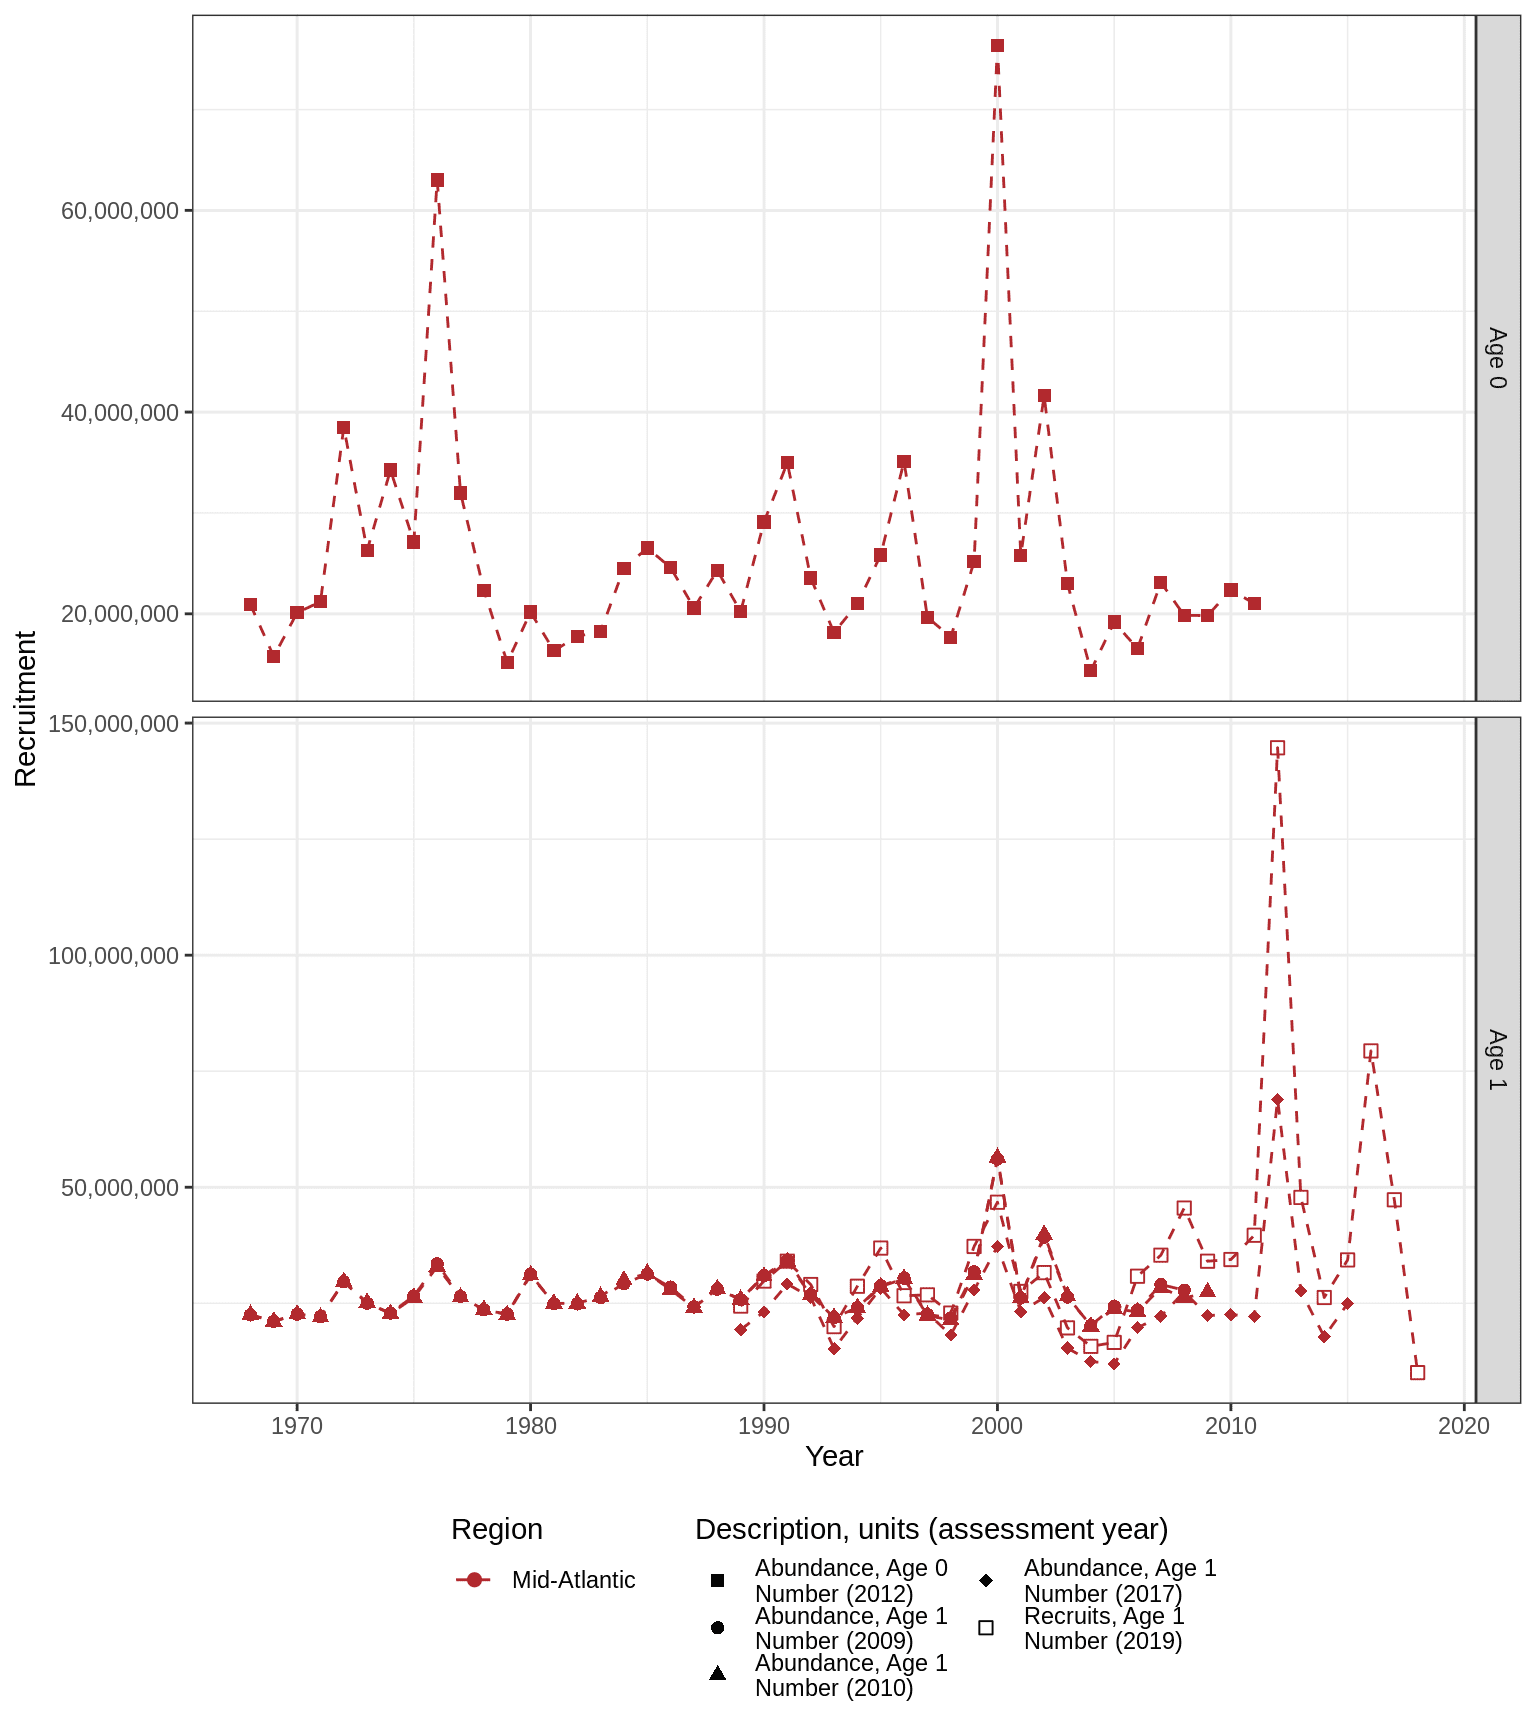 60,000,000
40,000,000
20,000,000
Age 0
Recruitment
150,000,000
100,000,000
50,000,000
Age 1
1970 1980 1990 2000 2010 2020
Year
Region
Mid-Atlantic
Description, units (assessment year)
Abundance, Age 0
Number (2012)
Abundance, Age 1
Number (2009)
Abundance, Age 1
Number (2010)
Abundance, Age 1
Number (2017)
Recruits, Age 1
Number (2019)